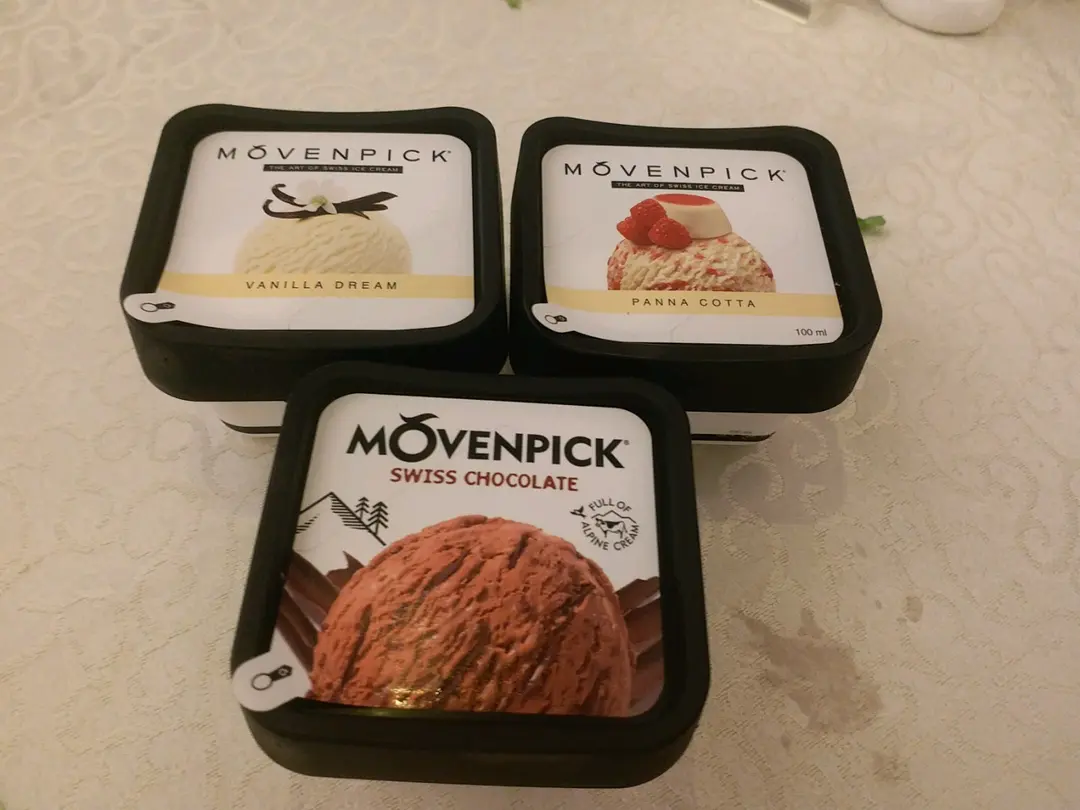 MÖVENPICK®
THE ART OF SWISS ICE CREAM
VANILLA DREAM
MÖVENPICK®
THE ART OF SWISS ICE CREAM
PANNA COTTA
100 ml
MÖVENPICK®
SWISS CHOCOLATE
FULL OF
ALPINE CREAM